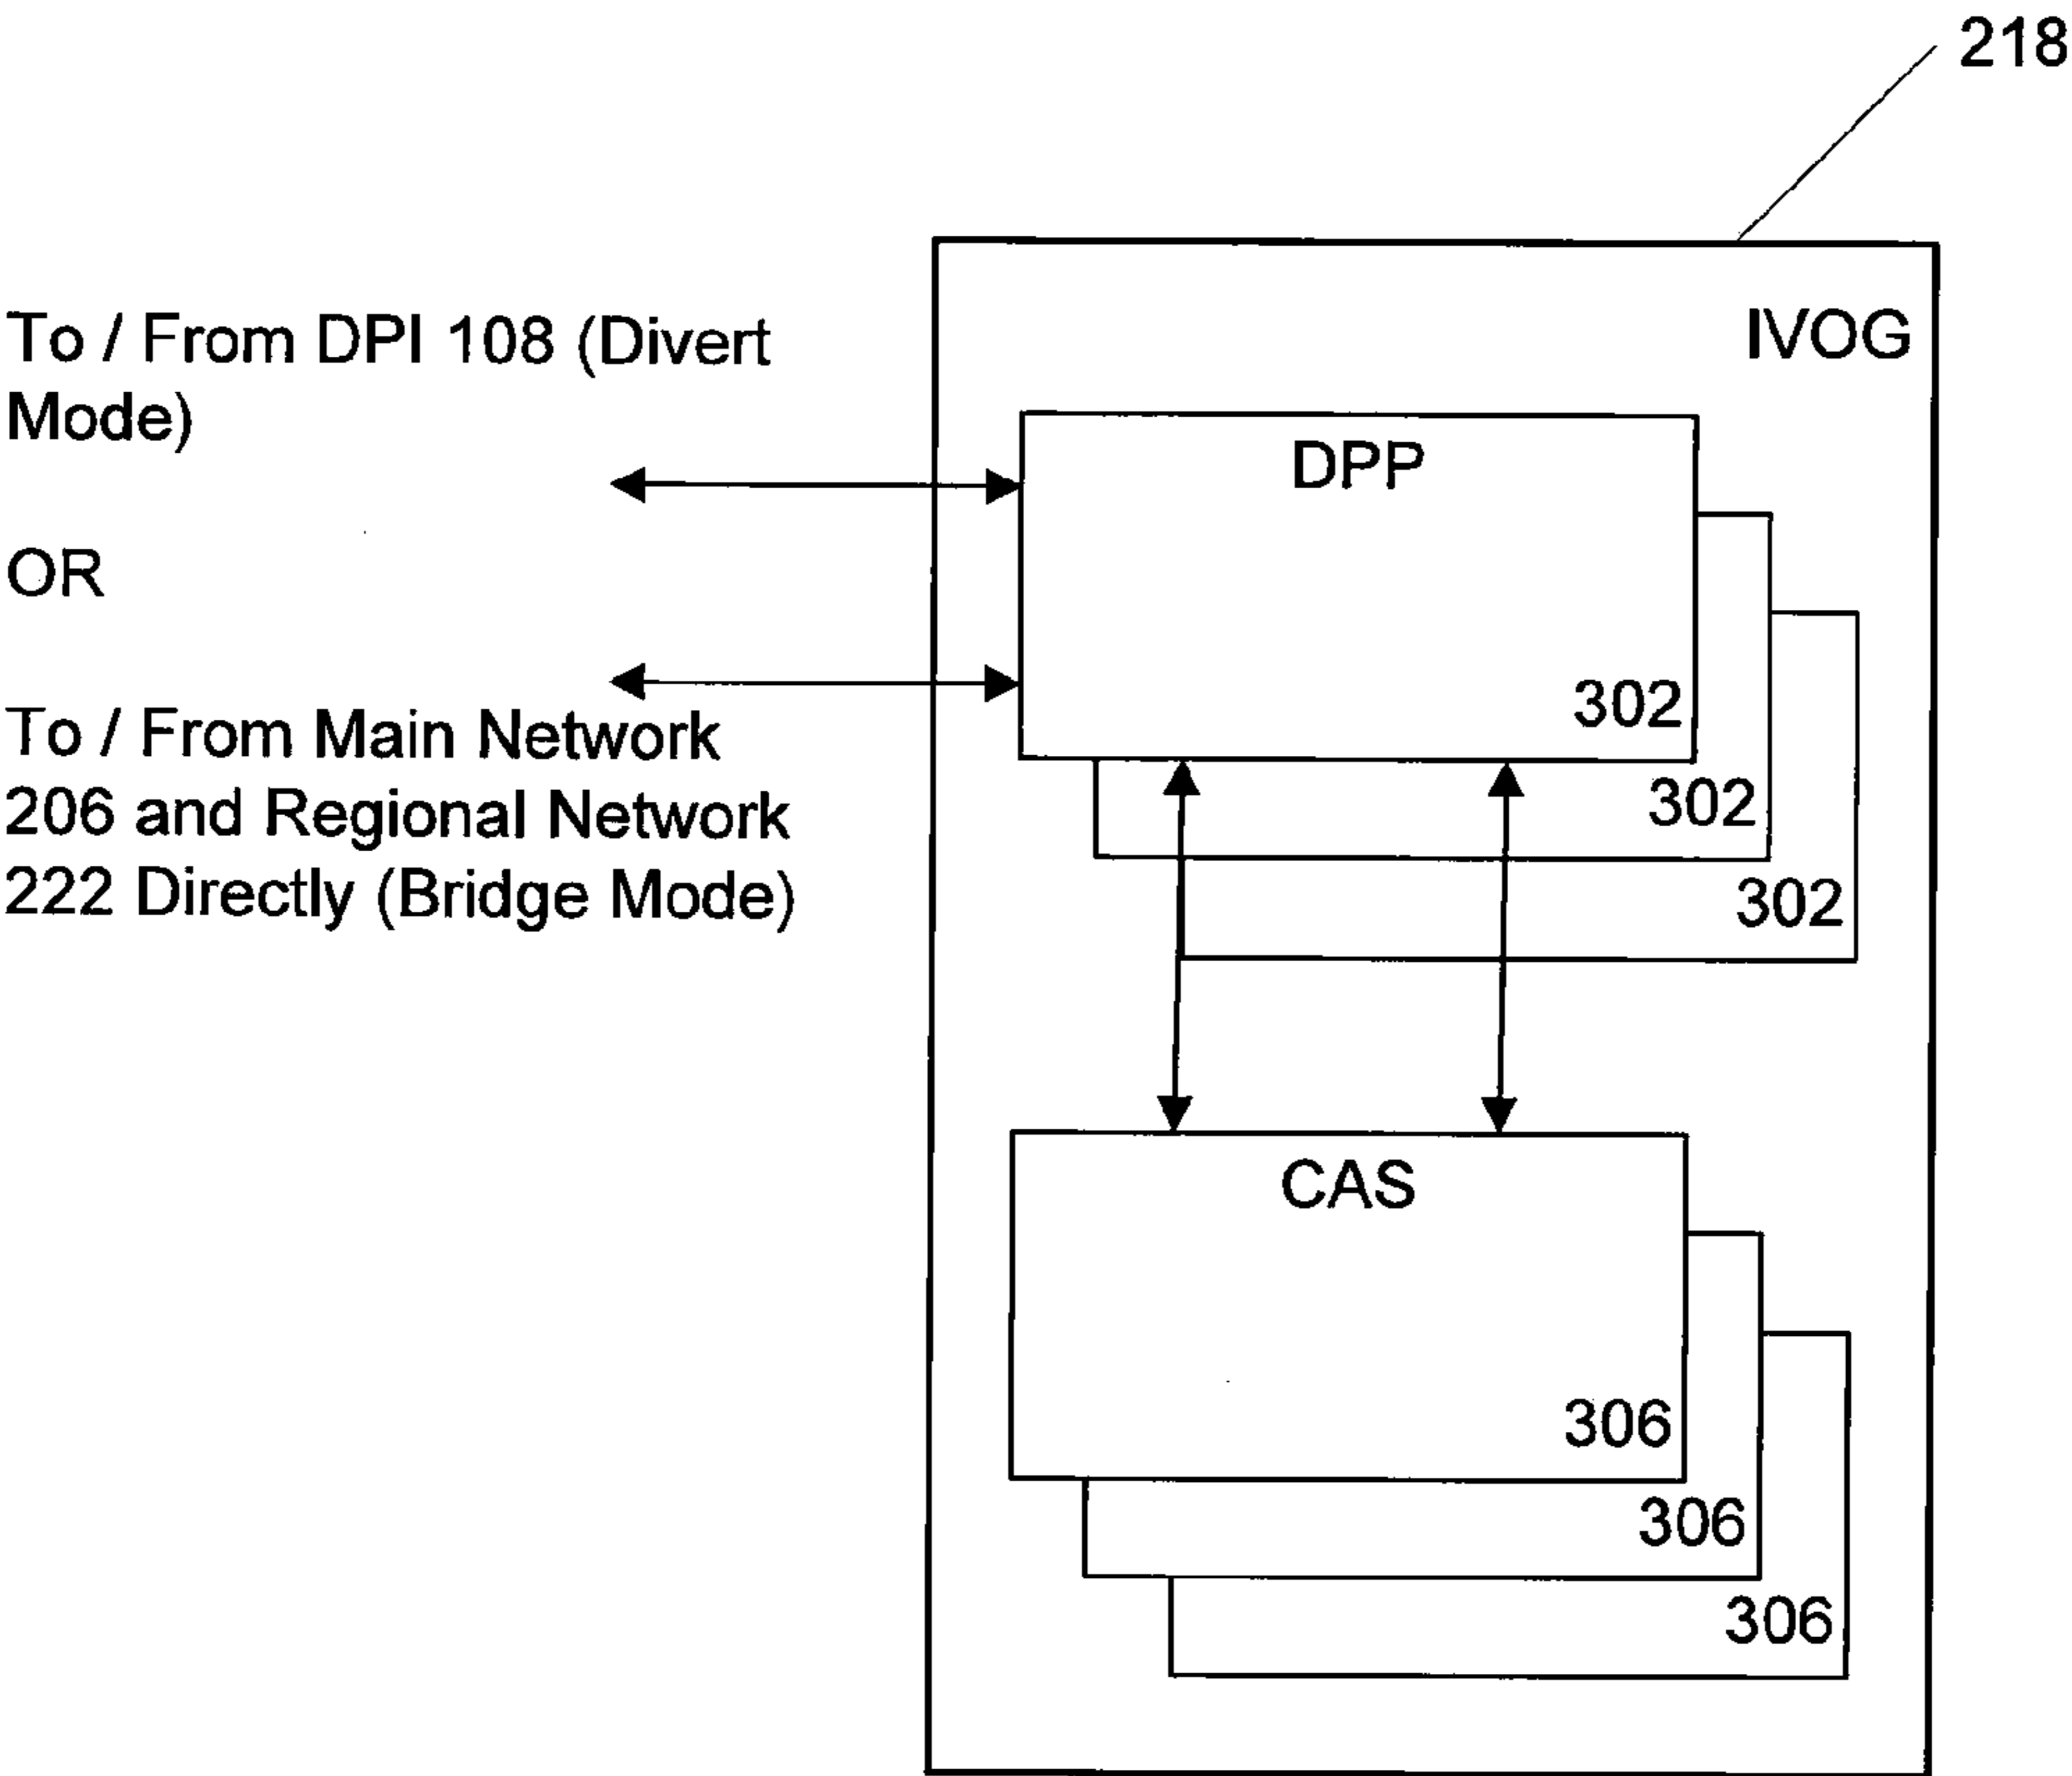 218
IVOG
To / From DPI 108 (Divert
Mode)
OR
To / From Main Network
206 and Regional Network
222 Directly (Bridge Mode)
DPP
302
302
302
CAS
306
306
306